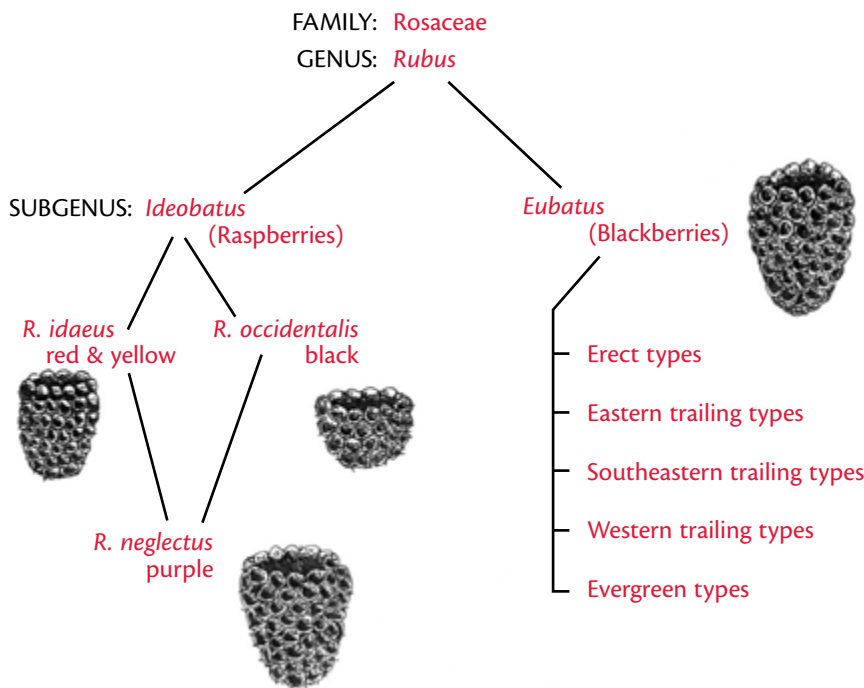 FAMILY: Rosaceae
GENUS: Rubus
SUBGENUS: Ideobatus
(Raspberries)
Eubatus
(Blackberries)
R. idaeus
red & yellow
R. occidentalis
black
R. neglectus
purple
Erect types
Eastern trailing types
Southeastern trailing types
Western trailing types
Evergreen types